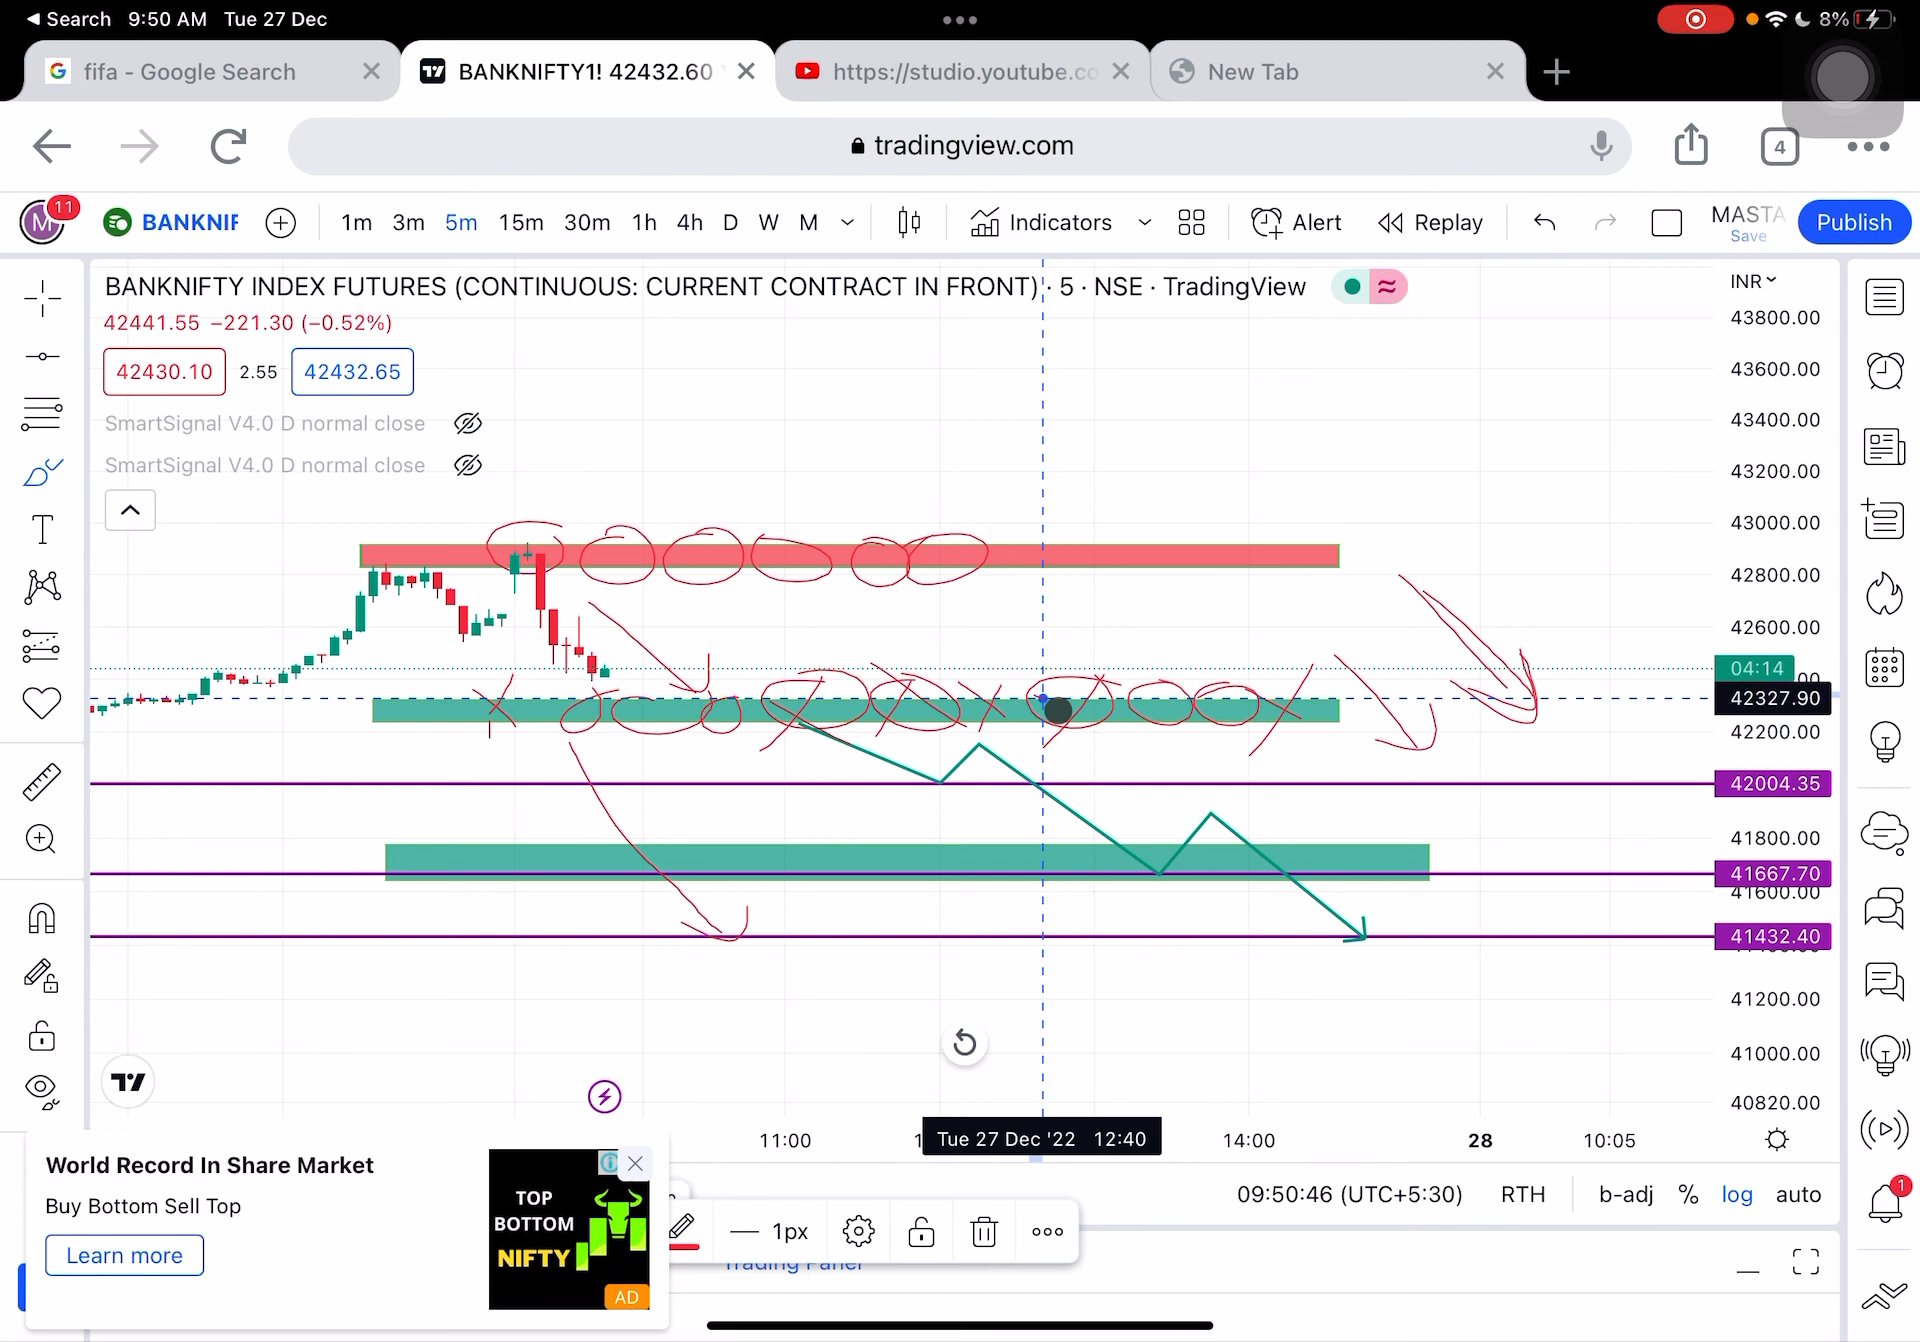 Search 9:50 AM Tue 27 Dec
8%
fifa - Google Search
BANKNIFTY1! 42432.60
https://studio.youtube.co
New Tab
tradingview.com
4
M 11
BANKNIF
1m 3m 5m 15m 30m 1h 4h D W M
Indicators
Alert
Replay
MASTA
Save
Publish
BANKNIFTY INDEX FUTURES (CONTINUOUS: CURRENT CONTRACT IN FRONT) · 5 · NSE · TradingView
INR
42441.55 −221.30 (−0.52%)
42430.10 2.55 42432.65
SmartSignal V4.0 D normal close
SmartSignal V4.0 D normal close
43800.00
43600.00
43400.00
43200.00
43000.00
42800.00
42600.00
04:14
42327.90
42200.00
42004.35
41800.00
41667.70
41600.00
41432.40
41200.00
41000.00
40820.00
11:00 Tue 27 Dec '22 12:40 14:00 28 10:05
World Record In Share Market
Buy Bottom Sell Top
Learn more
TOP
BOTTOM
NIFTY
AD
09:50:46 (UTC+5:30) RTH b-adj % log auto
1
1px
Trading Panel